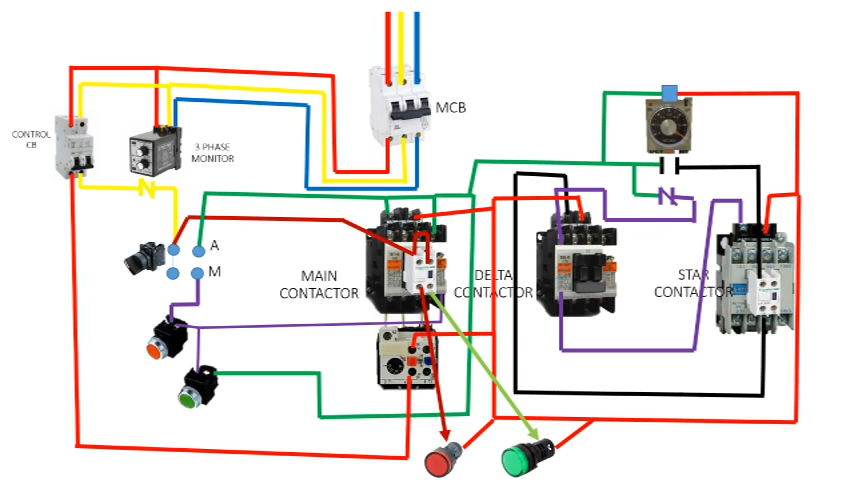 MCB
CONTROL
CB
3 PHASE
MONITOR
A
M
MAIN
CONTACTOR
DELTA
CONTACTOR
STAR
CONTACTOR